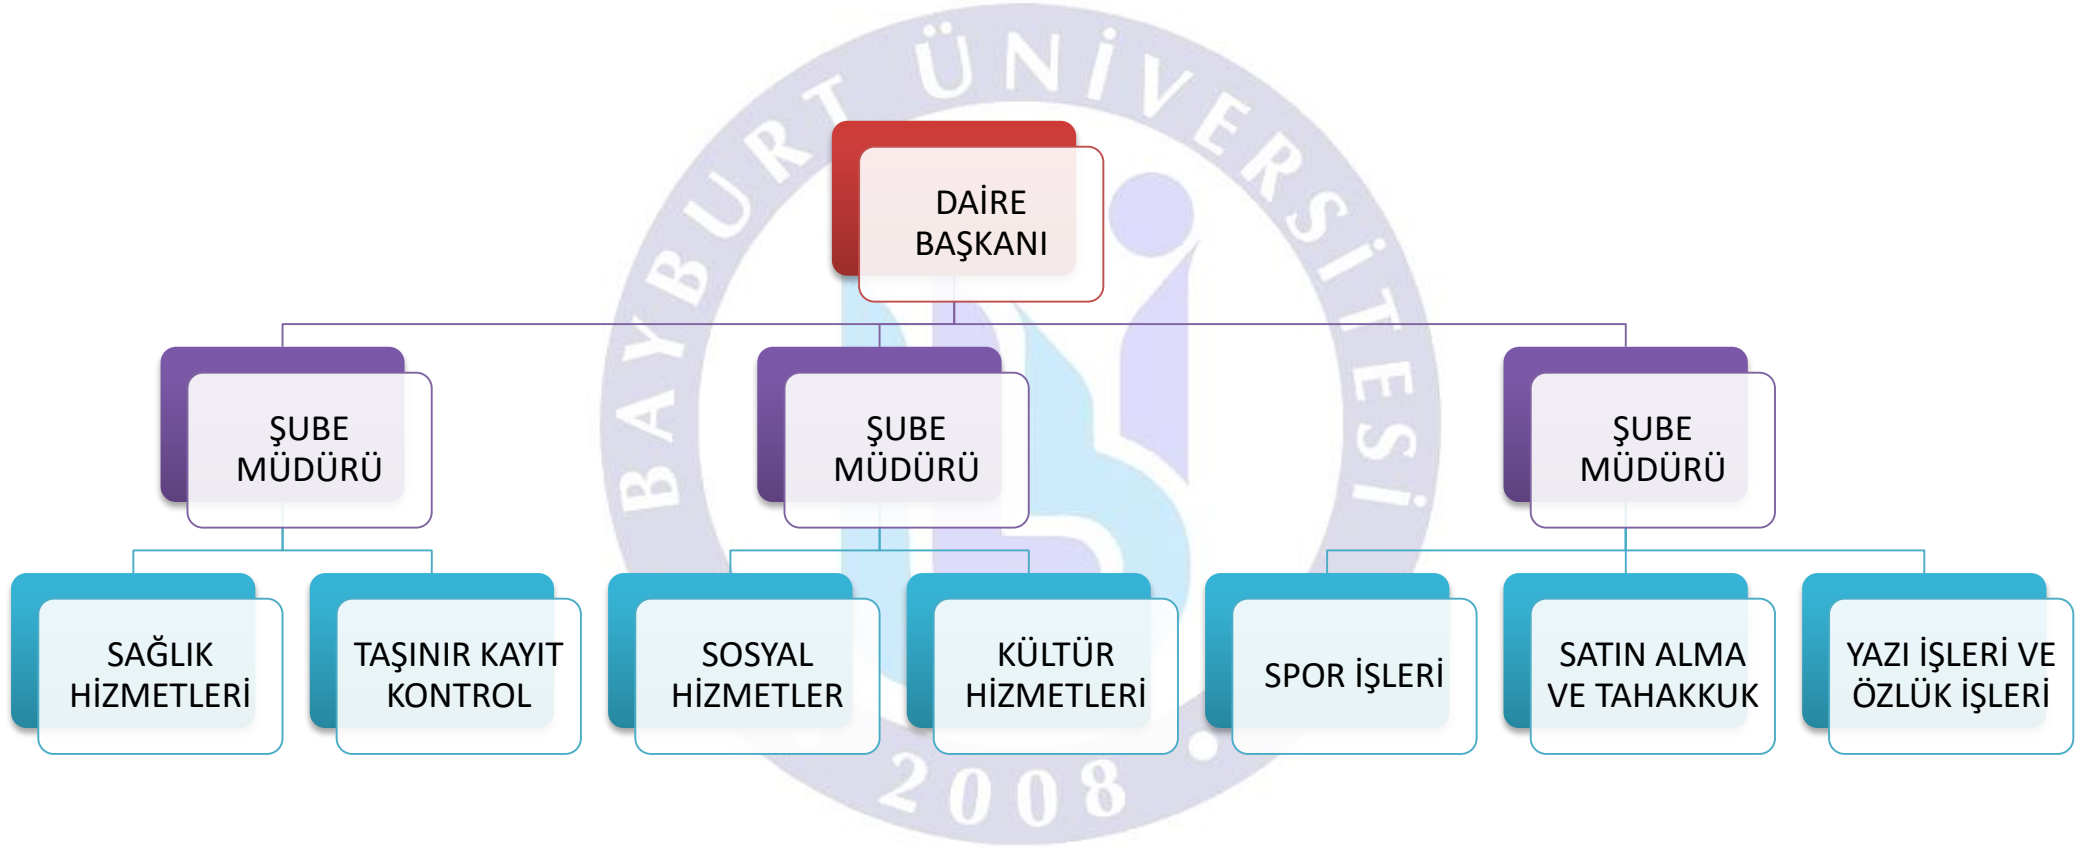 BAYBURT ÜNİVERSİTESİ
DAİRE
BAŞKANI
ŞUBE
MÜDÜRÜ
ŞUBE
MÜDÜRÜ
ŞUBE
MÜDÜRÜ
SAĞLIK
HİZMETLERİ
TAŞINIR KAYIT
KONTROL
SOSYAL
HİZMETLER
KÜLTÜR
HİZMETLERİ
SPOR İŞLERİ
SATIN ALMA
VE TAHAKKUK
YAZI İŞLERİ VE
ÖZLÜK İŞLERİ
2008